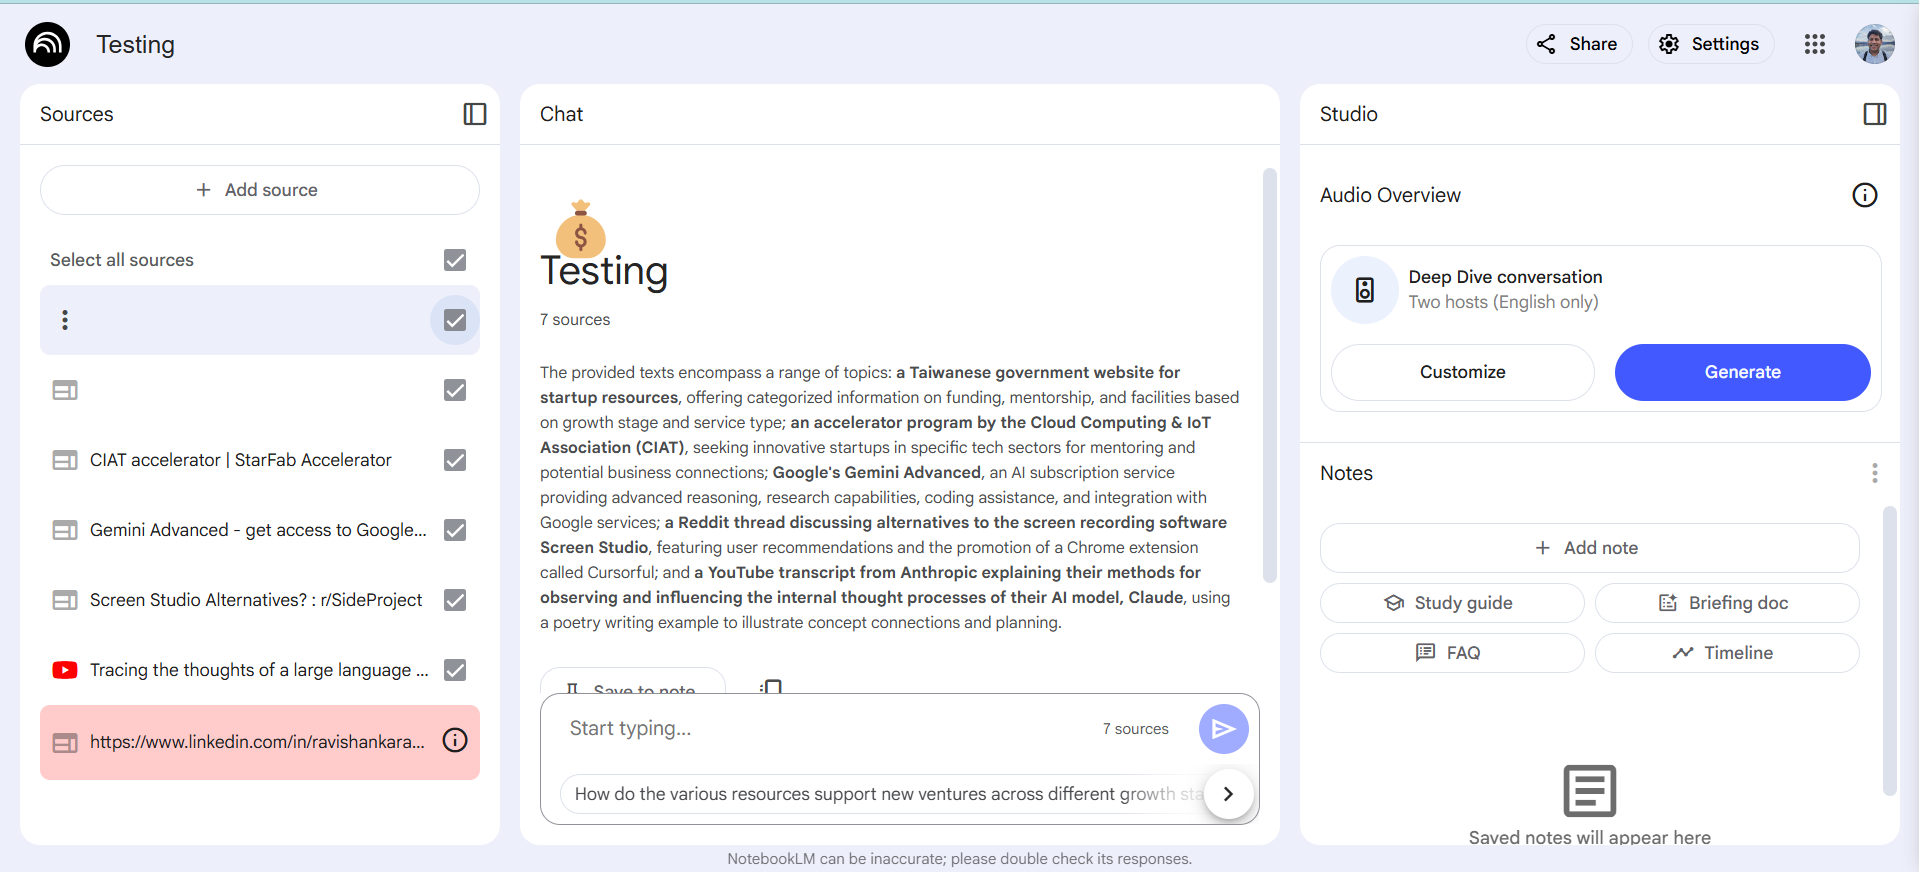 Testing
Share
Settings
Sources
Add source
Select all sources
CIAT accelerator | StarFab Accelerator
Gemini Advanced - get access to Google...
Screen Studio Alternatives? : r/SideProject
Tracing the thoughts of a large language ...
https://www.linkedin.com/in/ravishankara...
Chat
Testing
7 sources
The provided texts encompass a range of topics: a Taiwanese government website for
startup resources, offering categorized information on funding, mentorship, and facilities based
on growth stage and service type; an accelerator program by the Cloud Computing & IoT
Association (CIAT), seeking innovative startups in specific tech sectors for mentoring and
potential business connections; Google's Gemini Advanced, an AI subscription service
providing advanced reasoning, research capabilities, coding assistance, and integration with
Google services; a Reddit thread discussing alternatives to the screen recording software
Screen Studio, featuring user recommendations and the promotion of a Chrome extension
called Cursorful; and a YouTube transcript from Anthropic explaining their methods for
observing and influencing the internal thought processes of their AI model, Claude, using
a poetry writing example to illustrate concept connections and planning.
Save to note
Start typing...
7 sources
How do the various resources support new ventures across different growth sta
NotebookLM can be inaccurate; please double check its responses.
Studio
Audio Overview
Deep Dive conversation
Two hosts (English only)
Customize
Generate
Notes
Add note
Study guide
Briefing doc
FAQ
Timeline
Saved notes will appear here